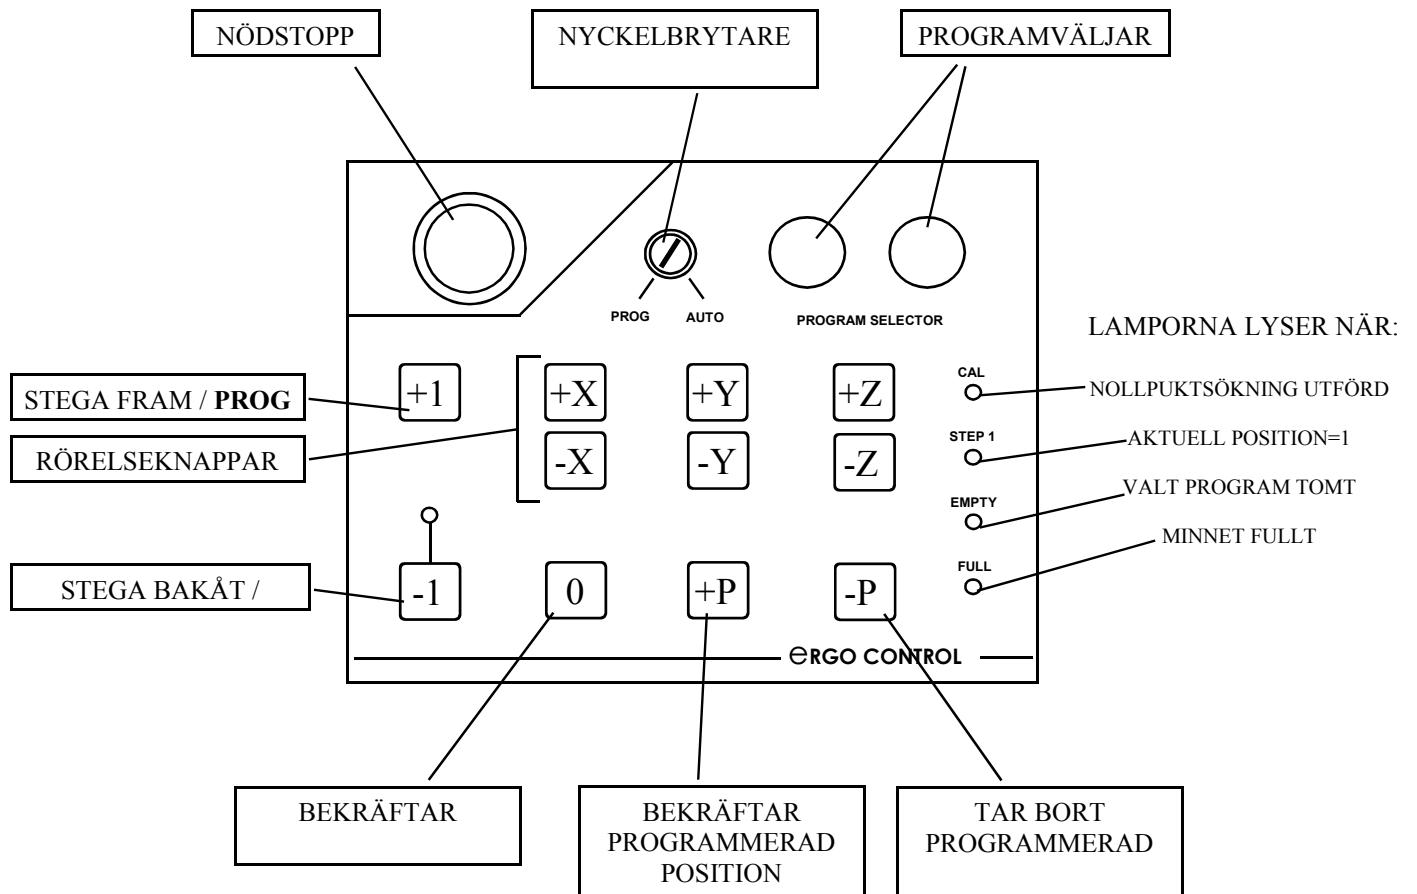 NÖDSTOPP
NYCKELBRYTARE
PROGRAMVÄLJAR
PROG
AUTO
PROGRAM SELECTOR
LAMPORNA LYSER NÄR:
STEGA FRAM / PROG
+1
+X
+Y
+Z
CAL
NOLLPUKTSÖKNING UTFÖRD
RÖRELSEKNAPPAR
-X
-Y
-Z
STEP 1
AKTUELL POSITION=1
EMPTY
VALT PROGRAM TOMT
FULL
MINNET FULLT
STEGA BAKÅT /
-1
0
+P
-P
eRGO CONTROL
BEKRÄFTAR
BEKRÄFTAR
PROGRAMMERAD
POSITION
TAR BORT
PROGRAMMERAD